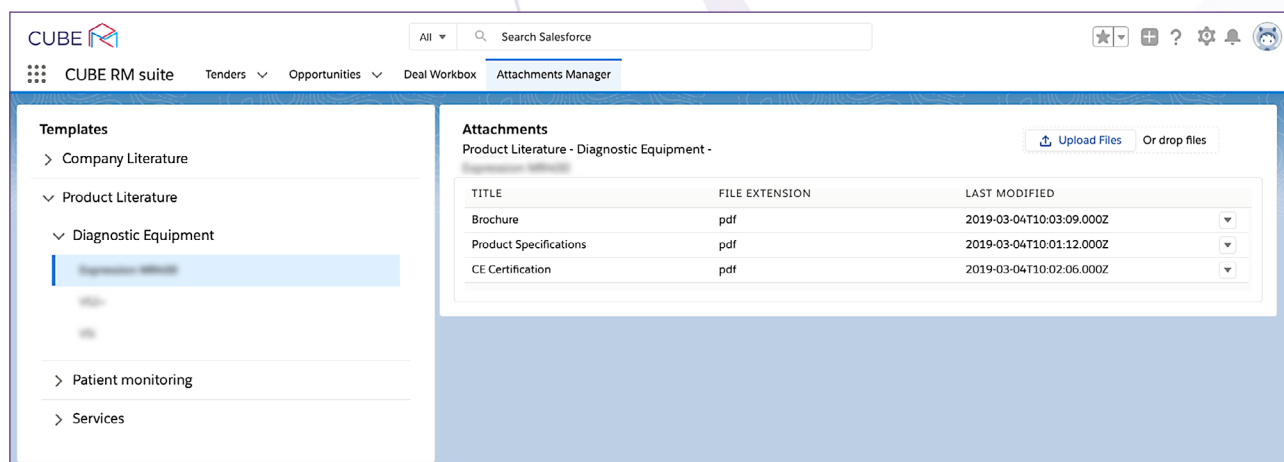 CUBE
All
Search Salesforce
CUBE RM suite Tenders Opportunities Deal Workbox Attachments Manager
Templates
Company Literature
Product Literature
Diagnostic Equipment
Patient monitoring
Services
Attachments
Product Literature - Diagnostic Equipment -
Upload Files Or drop files
TITLE FILE EXTENSION LAST MODIFIED
Brochure pdf 2019-03-04T10:03:09.000Z
Product Specifications pdf 2019-03-04T10:01:12.000Z
CE Certification pdf 2019-03-04T10:02:06.000Z